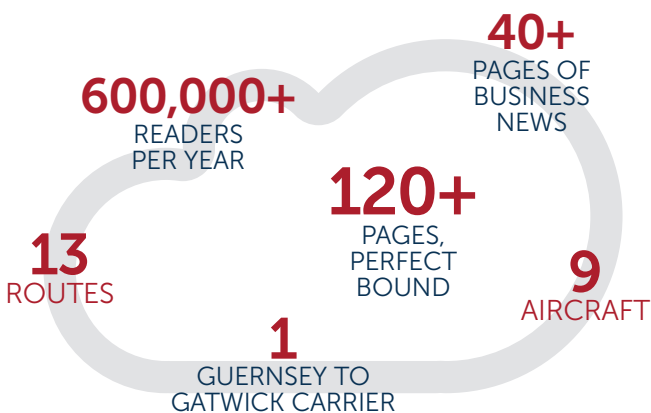 40+
PAGES OF
BUSINESS
NEWS
600,000+
READERS
PER YEAR
120+
PAGES,
PERFECT
BOUND
13
ROUTES
9
AIRCRAFT
1
GUERNSEY TO
GATWICK CARRIER